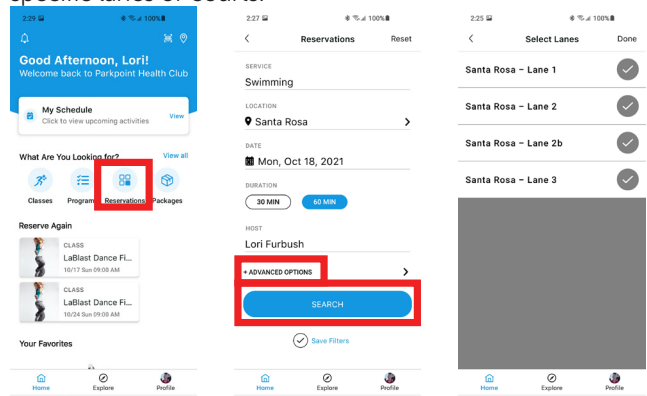 specific lanes or courts.
2:29 100%
Good Afternoon, Lori!
Welcome back to Parkpoint Health Club
My Schedule
Click to view upcoming activities
View
What Are You Looking for?
View all
Classes Program Reservations Packages
Reserve Again
CLASS
LaBlast Dance Fi...
10/17 Sun 09:00 AM
CLASS
LaBlast Dance Fi...
10/24 Sun 09:00 AM
Your Favorites
Home Explore Profile
2:27 100%
< Reservations Reset
SERVICE
Swimming
LOCATION
Santa Rosa >
DATE
Mon, Oct 18, 2021
DURATION
30 MIN 60 MIN
HOST
Lori Furbush
+ ADVANCED OPTIONS >
SEARCH
Save Filters
Home Explore Profile
2:25 100%
< Select Lanes Done
Santa Rosa – Lane 1
Santa Rosa – Lane 2
Santa Rosa – Lane 2b
Santa Rosa – Lane 3
Home Explore Profile